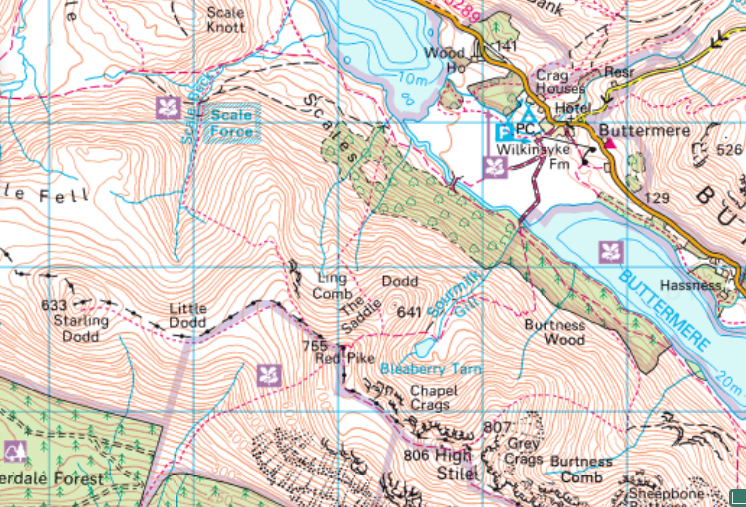 Scale
Knott
B289
Bank
Wood
Ho
141
10m
Crag
Houses
Resr
Hotel
Scale Beck
Scale
Force
Scales
P
PC
Buttermere
Wilkinsyke
Fm
526
le Fell
129
BU
Ling
Comb
Dodd
The
Saddle
641
Sourmilk
Gill
BUTTERMERE
Hassness
633
Starling
Dodd
Little
Dodd
Burtness
Wood
755
Red Pike
Bleaberry Tarn
20m
Chapel
Crags
807
806 High
Stile
Grey
Crags
Burtness
Comb
erdale Forest
Sheepbone